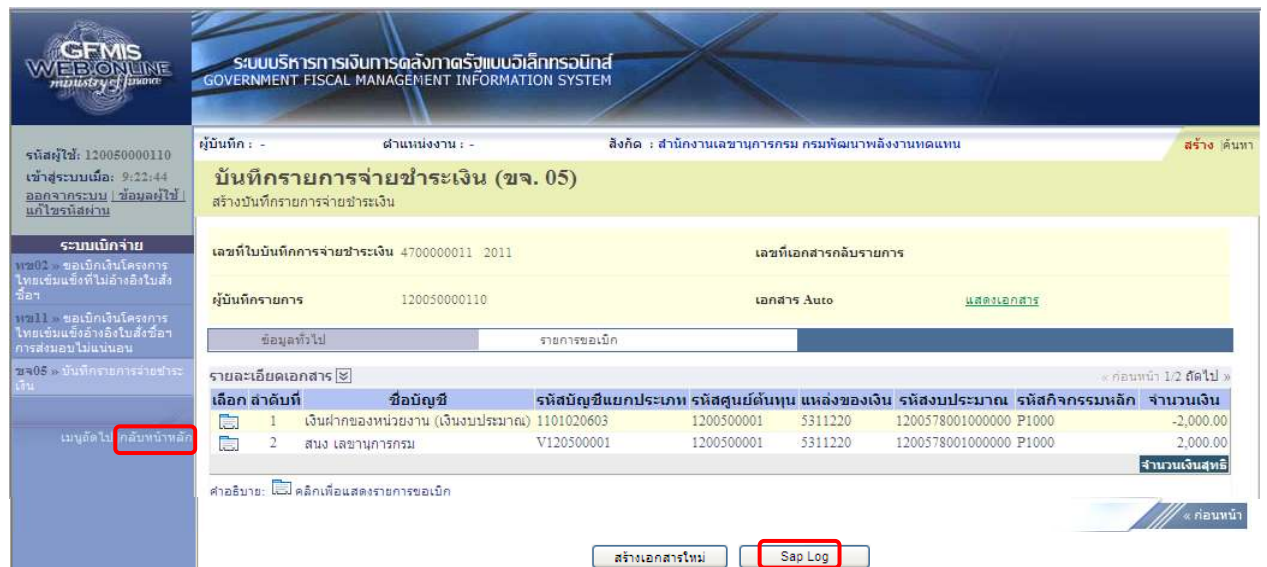 GFMIS
WEB ONLINE
ministry of finance
ระบบบริหารการเงินการคลังภาครัฐแบบอิเล็กทรอนิกส์
GOVERNMENT FISCAL MANAGEMENT INFORMATION SYSTEM
รหัสผู้ใช้: 120050000110
เข้าสู่ระบบเมื่อ: 9:22:44
ออกจากระบบ | ข้อมูลผู้ใช้ |
แก้ไขรหัสผ่าน
ผู้บันทึก : - ตำแหน่งงาน : - สังกัด : สำนักงานเลขานุการกรม กรมพัฒนาพลังงานทดแทน สร้าง |ค้นหา
บันทึกรายการจ่ายชำระเงิน (ขจ. 05)
สร้างบันทึกรายการจ่ายชำระเงิน
ระบบเบิกจ่าย
ทข02 » ขอเบิกเงินโครงการ
ไทยเข้มแข็งที่ไม่อ้างอิงใบสั่ง
ซื้อฯ
ทข11 » ขอเบิกเงินโครงการ
ไทยเข้มแข็งอ้างอิงใบสั่งซื้อฯ
การส่งมอบไม่แน่นอน
ขจ05 » บันทึกรายการจ่ายชำระ
เงิน
เมนูถัดไป |กลับหน้าหลัก
เลขที่ใบบันทึกการจ่ายชำระเงิน 4700000011 2011 เลขที่เอกสารกลับรายการ
ผู้บันทึกรายการ 120050000110 เอกสาร Auto แสดงเอกสาร
ข้อมูลทั่วไป รายการขอเบิก
รายละเอียดเอกสาร « ก่อนหน้า 1/2 ถัดไป »
เลือก ลำดับที่ ชื่อบัญชี รหัสบัญชีแยกประเภท รหัสศูนย์ต้นทุน แหล่งของเงิน รหัสงบประมาณ รหัสกิจกรรมหลัก จำนวนเงิน
1 เงินฝากของหน่วยงาน (เงินงบประมาณ) 1101020603 1200500001 5311220 1200578001000000 P1000 -2,000.00
2 สนง เลขานุการกรม V120500001 1200500001 5311220 1200578001000000 P1000 2,000.00
จำนวนเงินสุทธิ
คำอธิบาย: คลิกเพื่อแสดงรายการขอเบิก
« ก่อนหน้า
สร้างเอกสารใหม่ Sap Log